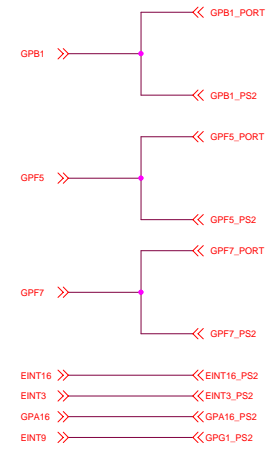 GPB1_PORT
GPB1
GPB1_PS2
GPF5_PORT
GPF5
GPF5_PS2
GPF7_PORT
GPF7
GPF7_PS2
EINT16 EINT16_PS2
EINT3 EINT3_PS2
GPA16 GPA16_PS2
EINT9 GPG1_PS2